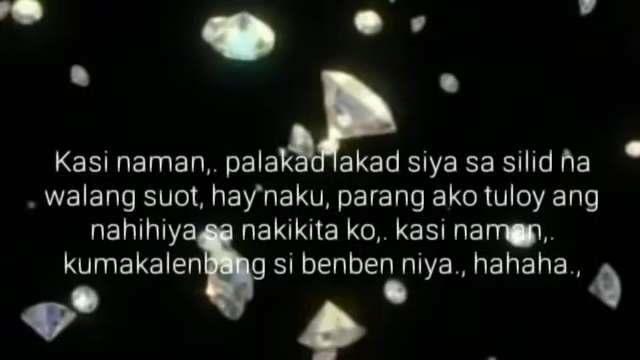 Kasi naman,. palakad lakad siya sa silid na
walang suot, hay naku, parang ako tuloy ang
nahihiya sa nakikita ko,. kasi naman,.
kumakalenbang si benben niya., hahaha.,